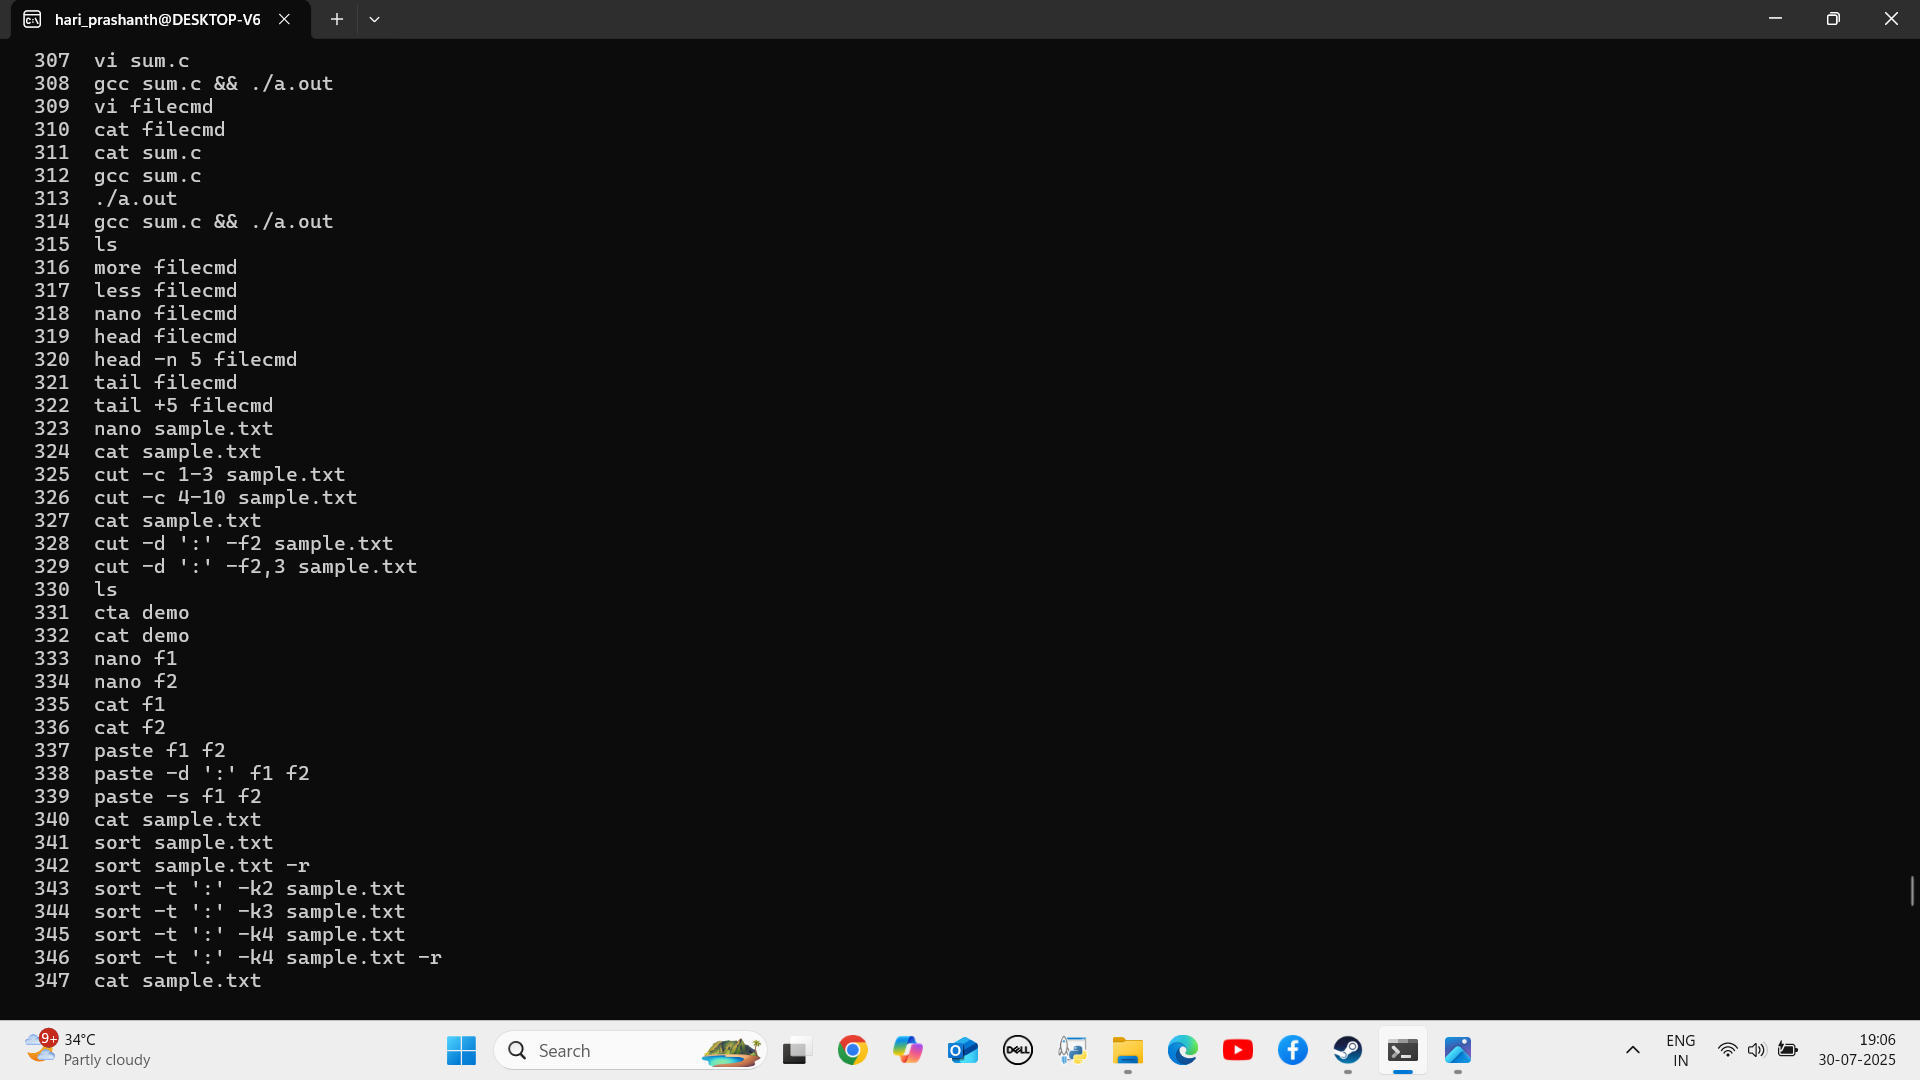 hari_prashanth@DESKTOP-V6
307 vi sum.c
308 gcc sum.c && ./a.out
309 vi filecmd
310 cat filecmd
311 cat sum.c
312 gcc sum.c
313 ./a.out
314 gcc sum.c && ./a.out
315 ls
316 more filecmd
317 less filecmd
318 nano filecmd
319 head filecmd
320 head -n 5 filecmd
321 tail filecmd
322 tail +5 filecmd
323 nano sample.txt
324 cat sample.txt
325 cut -c 1-3 sample.txt
326 cut -c 4-10 sample.txt
327 cat sample.txt
328 cut -d ':' -f2 sample.txt
329 cut -d ':' -f2,3 sample.txt
330 ls
331 cta demo
332 cat demo
333 nano f1
334 nano f2
335 cat f1
336 cat f2
337 paste f1 f2
338 paste -d ':' f1 f2
339 paste -s f1 f2
340 cat sample.txt
341 sort sample.txt
342 sort sample.txt -r
343 sort -t ':' -k2 sample.txt
344 sort -t ':' -k3 sample.txt
345 sort -t ':' -k4 sample.txt
346 sort -t ':' -k4 sample.txt -r
347 cat sample.txt
9+ 34°C
Partly cloudy
Search
DELL
ENG
IN
19:06
30-07-2025